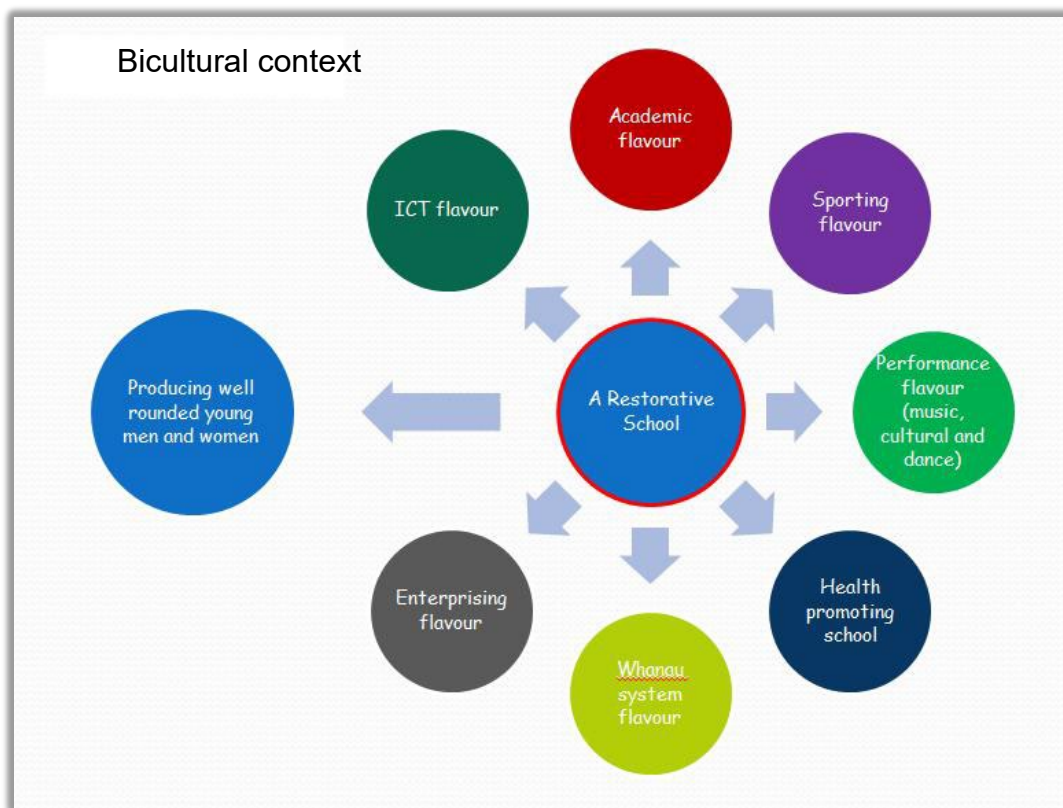 Bicultural context
Academic
flavour
ICT flavour
Sporting
flavour
Performance
flavour
(music,
cultural and
dance)
A Restorative
School
Producing well
rounded young
men and women
Health
promoting
school
Enterprising
flavour
Whanau
system
flavour